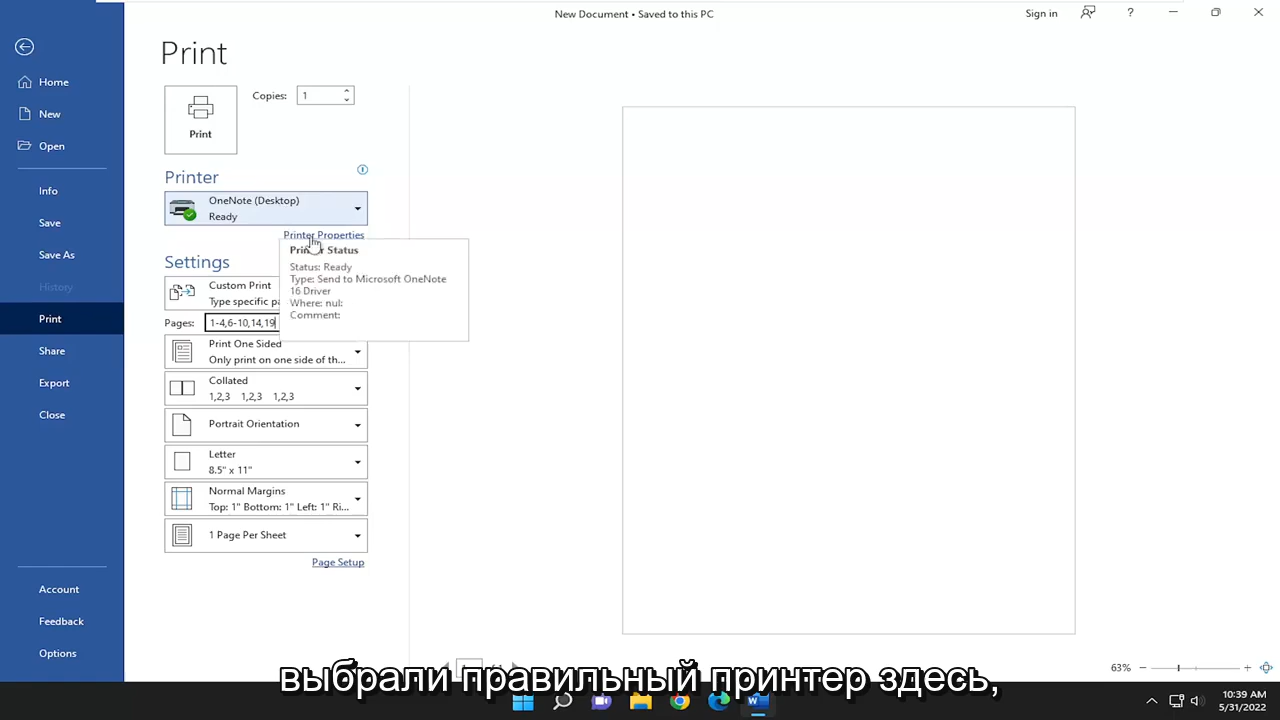 New Document • Saved to this PC
Sign in
?
Print
Home
New
Open
Info
Save
Save As
History
Print
Share
Export
Close
Account
Feedback
Options
Print
Copies: 1
Printer
OneNote (Desktop)
Ready
Printer Properties
Printer Status
Status: Ready
Type: Send to Microsoft OneNote
16 Driver
Where: nul:
Comment:
Settings
Custom Print
Type specific pa
Pages: 1-4,6-10,14,19
Print One Sided
Only print on one side of th...
Collated
1,2,3 1,2,3 1,2,3
Portrait Orientation
Letter
8.5" x 11"
Normal Margins
Top: 1" Bottom: 1" Left: 1" Ri...
1 Page Per Sheet
Page Setup
63%
выбрали правильный принтер здесь,
10:39 AM
5/31/2022